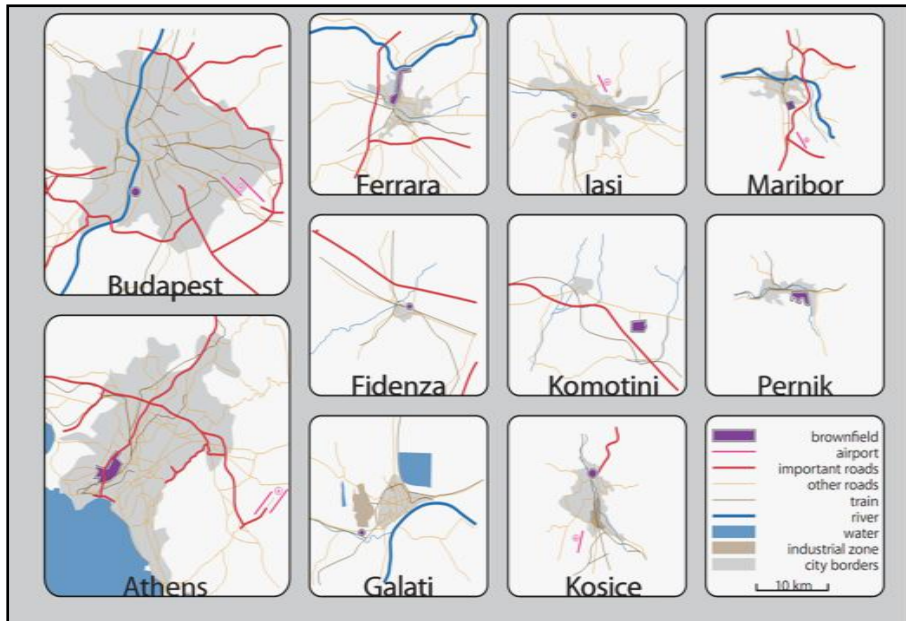 Budapest
Ferrara
Iasi
Maribor
Fidenza
Komotini
Pernik
Athens
Galati
Kosice
brownfield
airport
important roads
other roads
train
river
water
industrial zone
city borders
10 km